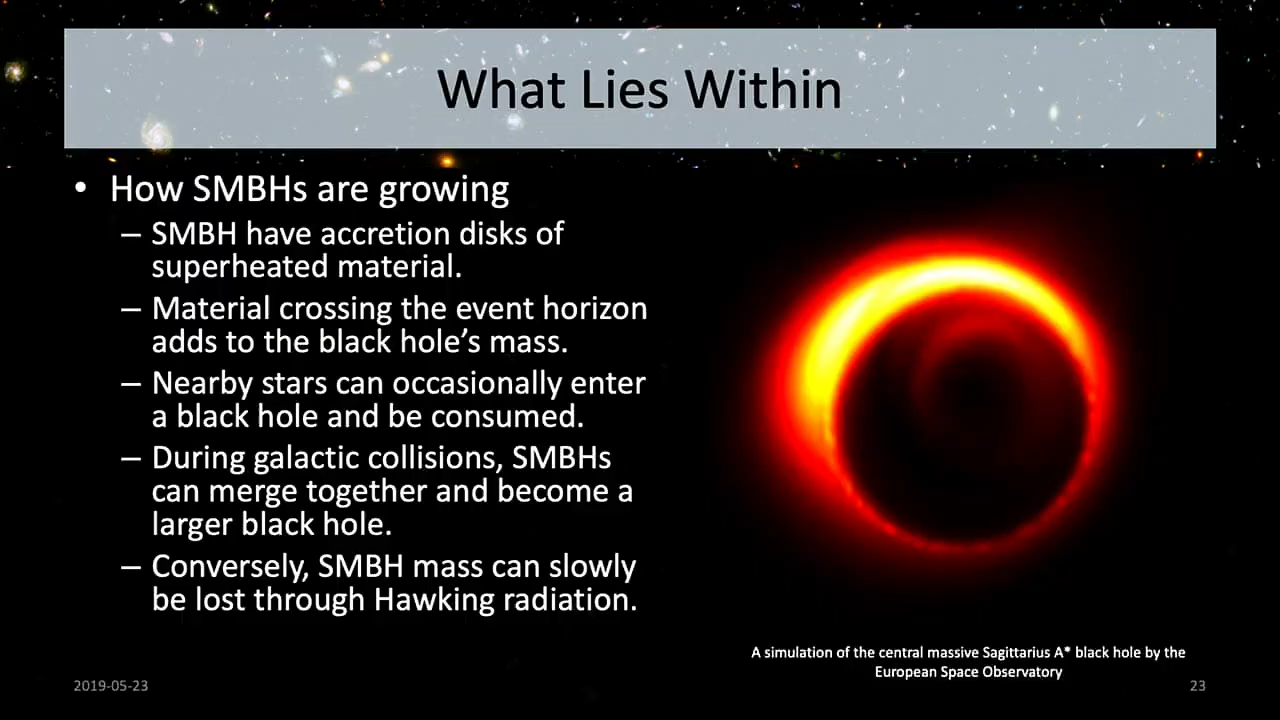 What Lies Within
• How SMBHs are growing
– SMBH have accretion disks of
superheated material.
– Material crossing the event horizon
adds to the black hole’s mass.
– Nearby stars can occasionally enter
a black hole and be consumed.
– During galactic collisions, SMBHs
can merge together and become a
larger black hole.
– Conversely, SMBH mass can slowly
be lost through Hawking radiation.
A simulation of the central massive Sagittarius A* black hole by the
European Space Observatory
2019-05-23
23